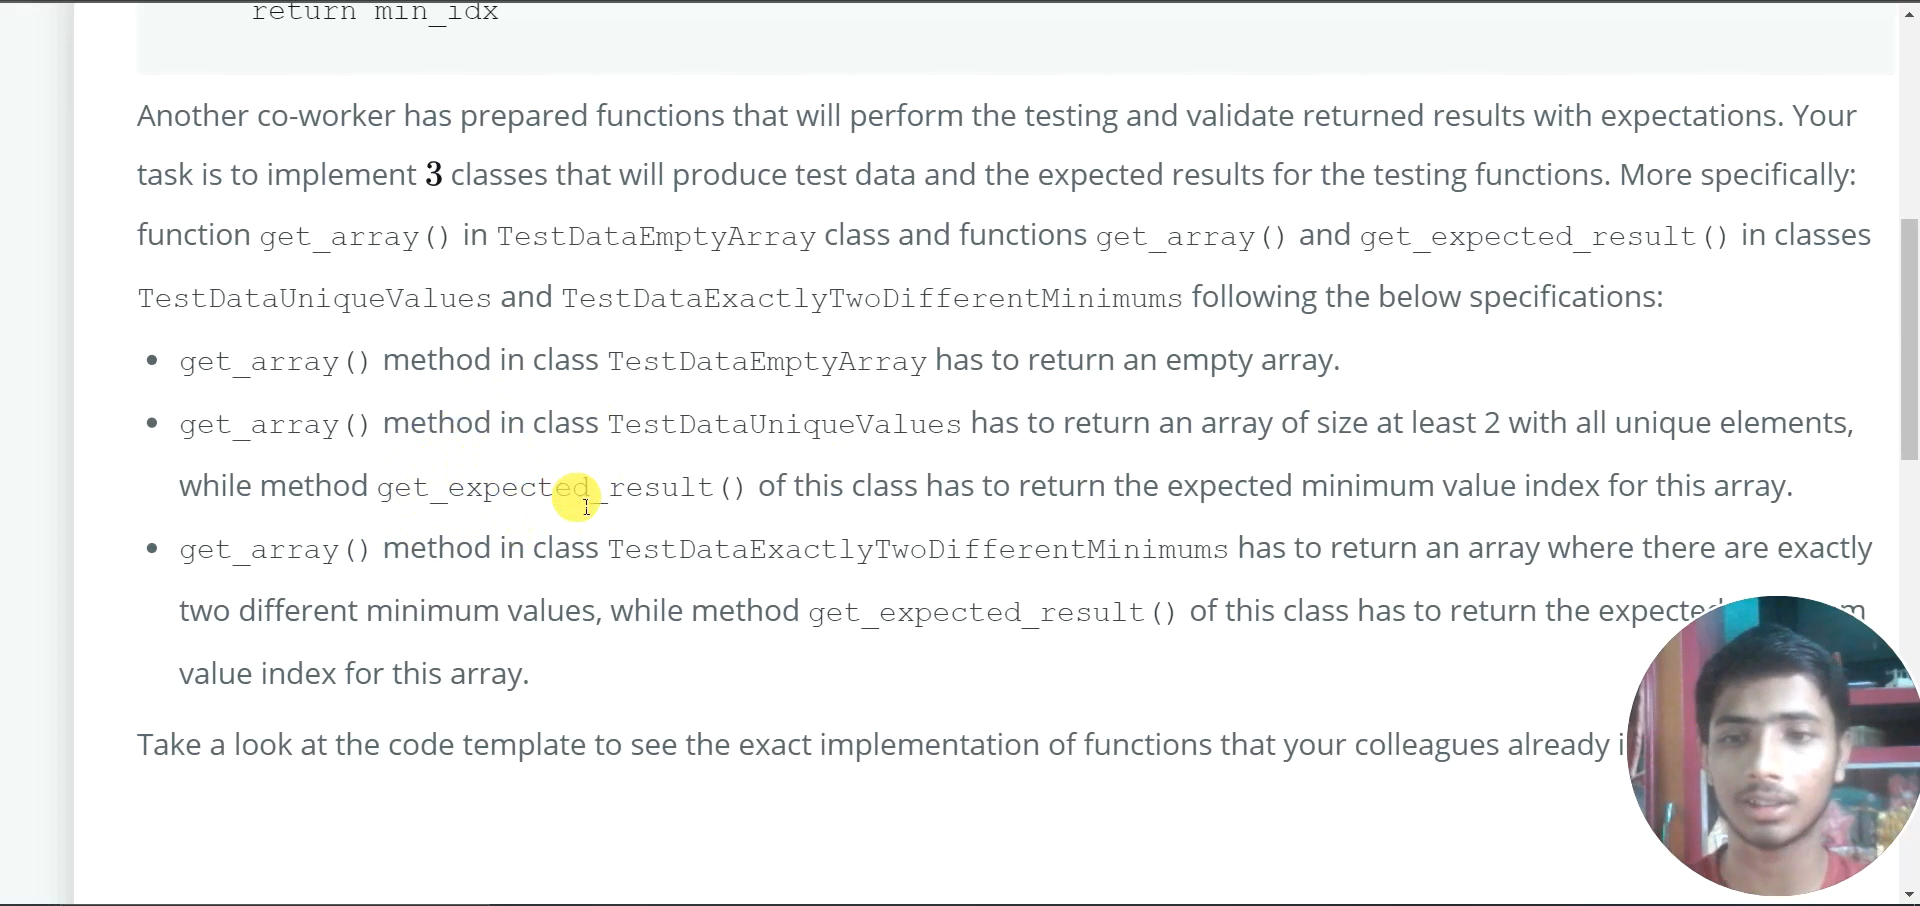 return min_idx
Another co-worker has prepared functions that will perform the testing and validate returned results with expectations. Your
task is to implement 3 classes that will produce test data and the expected results for the testing functions. More specifically:
function get_array() in TestDataEmptyArray class and functions get_array() and get_expected_result() in classes
TestDataUniqueValues and TestDataExactlyTwoDifferentMinimums following the below specifications:
• get_array() method in class TestDataEmptyArray has to return an empty array.
• get_array() method in class TestDataUniqueValues has to return an array of size at least 2 with all unique elements,
while method get_expected_result() of this class has to return the expected minimum value index for this array.
• get_array() method in class TestDataExactlyTwoDifferentMinimums has to return an array where there are exactly
two different minimum values, while method get_expected_result() of this class has to return the
value index for this array.
Take a look at the code template to see the exact implementation of functions that your colleagues already